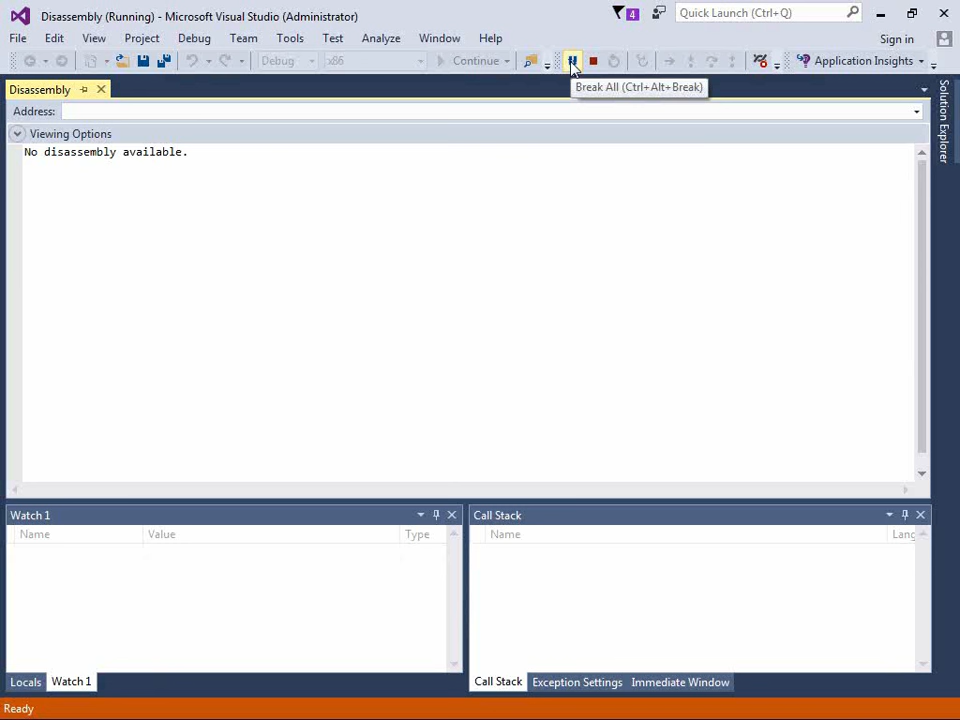 Disassembly (Running) - Microsoft Visual Studio (Administrator)
4
Quick Launch (Ctrl+Q)
File Edit View Project Debug Team Tools Test Analyze Window Help
Sign in
Debug x86 Continue Application Insights
Break All (Ctrl+Alt+Break)
Disassembly
Solution Explorer
Address:
Viewing Options
No disassembly available.
Watch 1
Call Stack
Name Value Type
Name Lang
Locals Watch 1
Call Stack Exception Settings Immediate Window
Ready